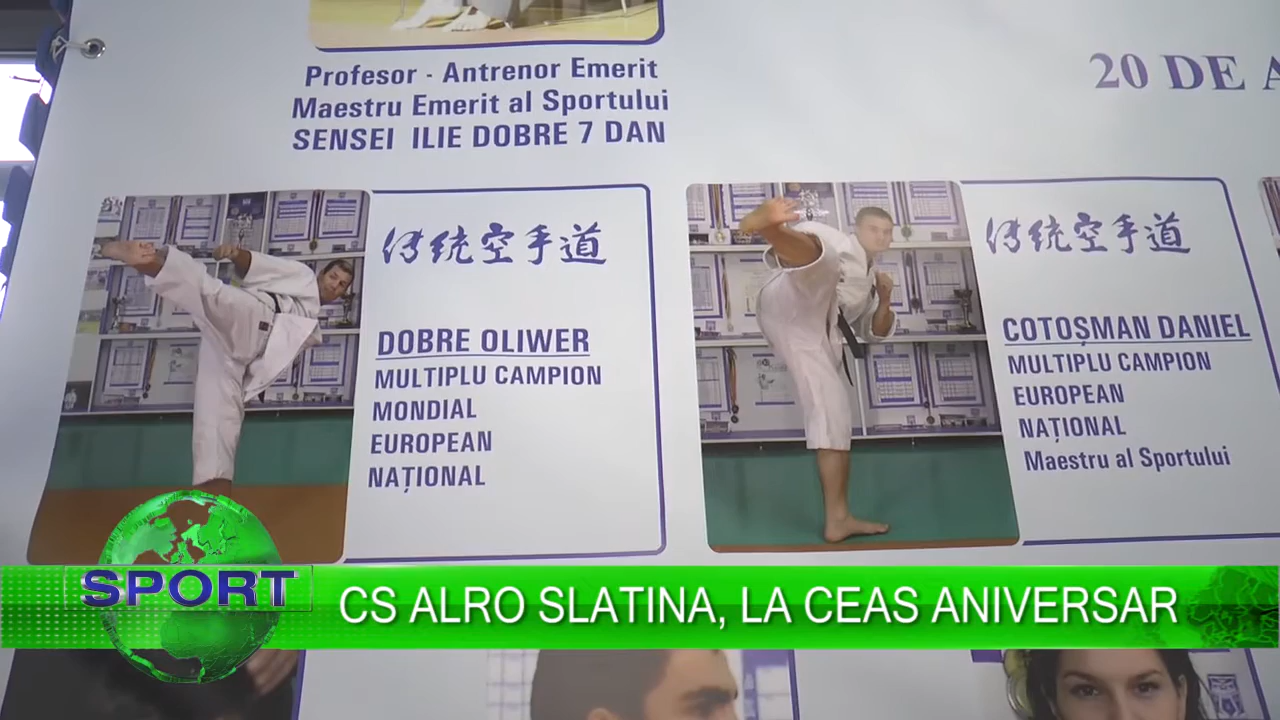 Profesor - Antrenor Emerit
Maestru Emerit al Sportului
SENSEI ILIE DOBRE 7 DAN
20 DE
传统空手道
DOBRE OLIWER
MULTIPLU CAMPION
MONDIAL
EUROPEAN
NAȚIONAL
传统空手道
COTOȘMAN DANIEL
MULTIPLU CAMPION
EUROPEAN
NAȚIONAL
Maestru al Sportului
SPORT
CS ALRO SLATINA, LA CEAS ANIVERSAR